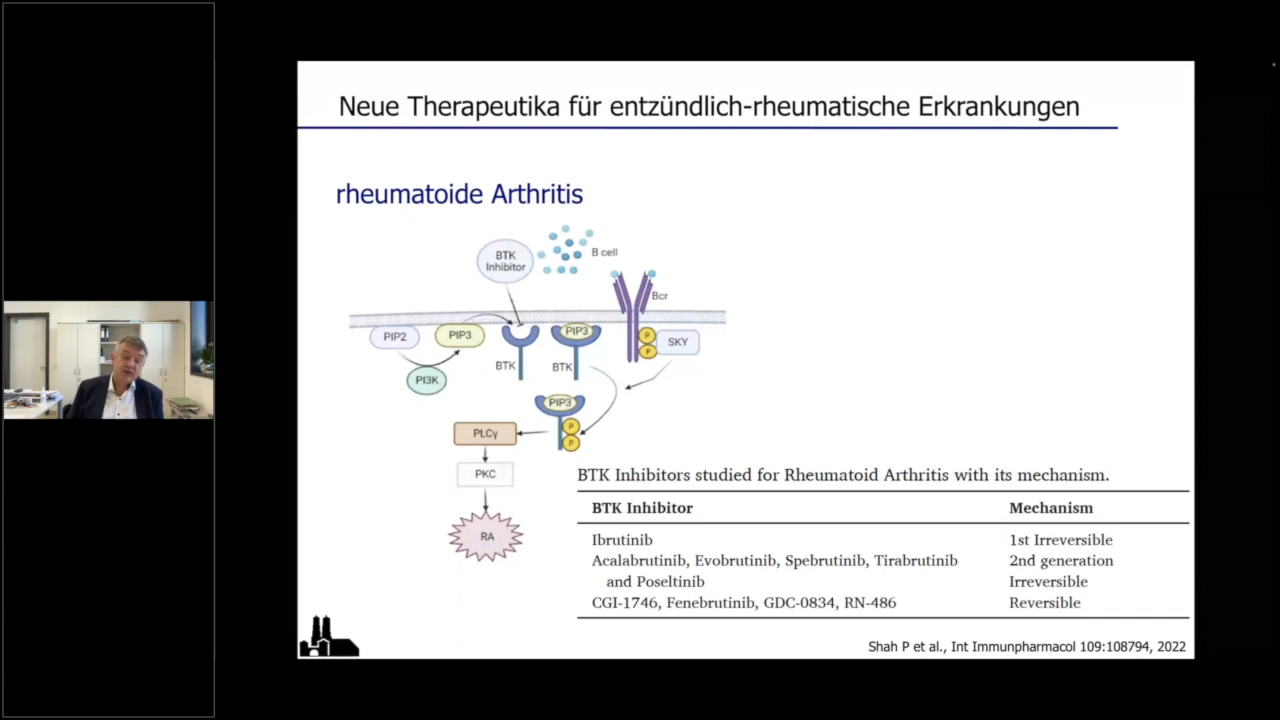 Neue Therapeutika für entzündlich-rheumatische Erkrankungen
rheumatoide Arthritis
BTK
Inhibitor
B cell
Bcr
PIP2
PIP3
PIP3
P
P
SKY
BTK
BTK
PI3K
PIP3
P
P
PLCγ
PKC
RA
BTK Inhibitors studied for Rheumatoid Arthritis with its mechanism.
BTK Inhibitor Mechanism
Ibrutinib 1st Irreversible
Acalabrutinib, Evobrutinib, Spebrutinib, Tirabrutinib 2nd generation
and Poseltinib Irreversible
CGI-1746, Fenebrutinib, GDC-0834, RN-486 Reversible
Shah P et al., Int Immunpharmacol 109:108794, 2022